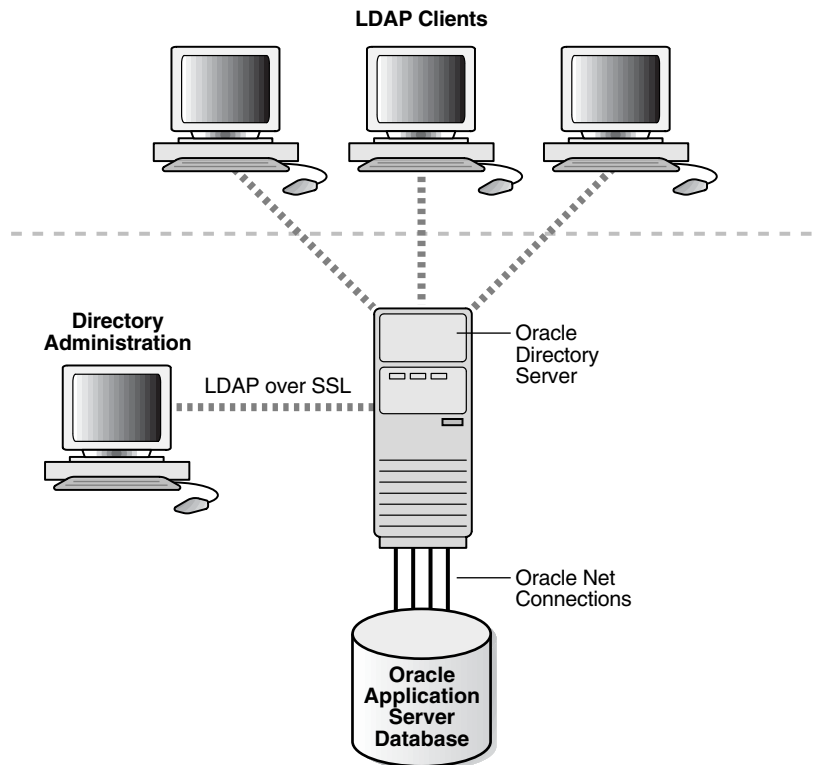 LDAP Clients
Directory
Administration
LDAP over SSL
Oracle
Directory
Server
Oracle Net
Connections
Oracle
Application
Server
Database